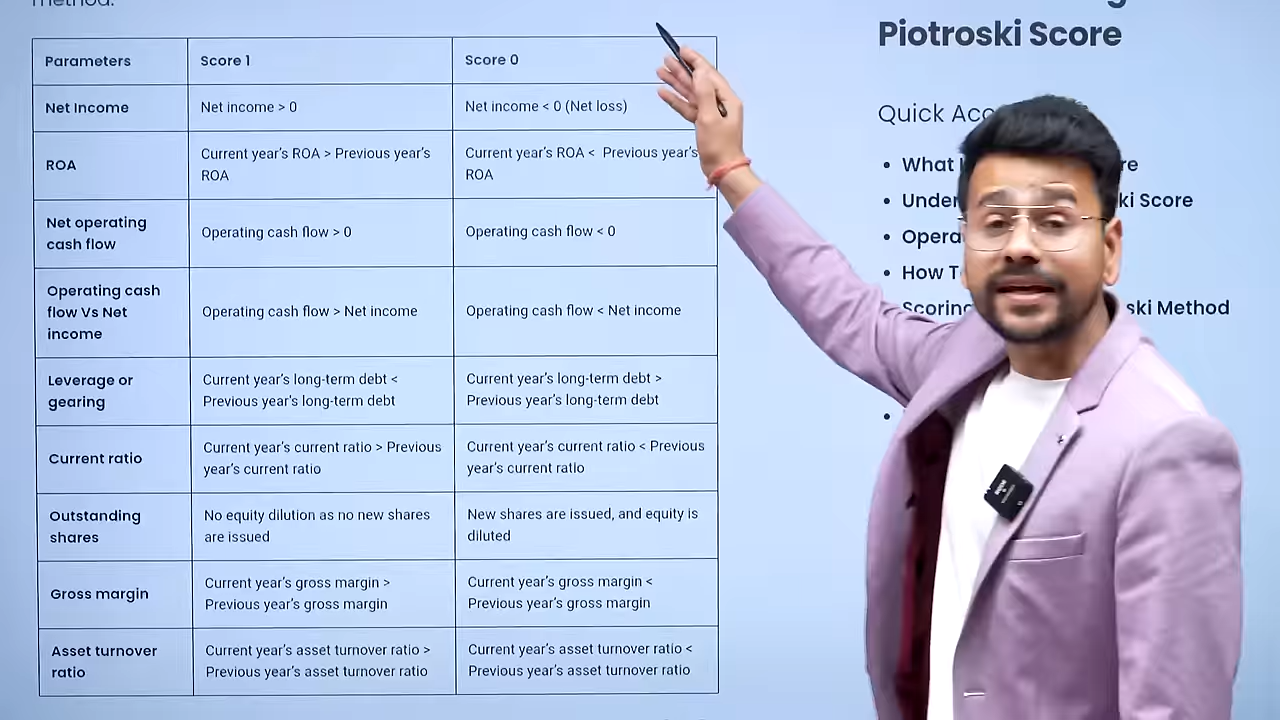 method.
Parameters
Score 1
Score 0
Net Income
Net income > 0
Net income < 0 (Net loss)
ROA
Current year's ROA > Previous year's
ROA
Current year's ROA < Previous year's
ROA
Net operating
cash flow
Operating cash flow > 0
Operating cash flow < 0
Operating cash
flow Vs Net
income
Operating cash flow > Net income
Operating cash flow < Net income
Leverage or
gearing
Current year's long-term debt <
Previous year's long-term debt
Current year's long-term debt >
Previous year's long-term debt
Current ratio
Current year's current ratio > Previous
year's current ratio
Current year's current ratio < Previous
year's current ratio
Outstanding
shares
No equity dilution as no new shares
are issued
New shares are issued, and equity is
diluted
Gross margin
Current year's gross margin >
Previous year's gross margin
Current year's gross margin <
Previous year's gross margin
Asset turnover
ratio
Current year's asset turnover ratio >
Previous year's asset turnover ratio
Current year's asset turnover ratio <
Previous year's asset turnover ratio
Piotroski Score
Quick
What
ki Score
How
ski Method